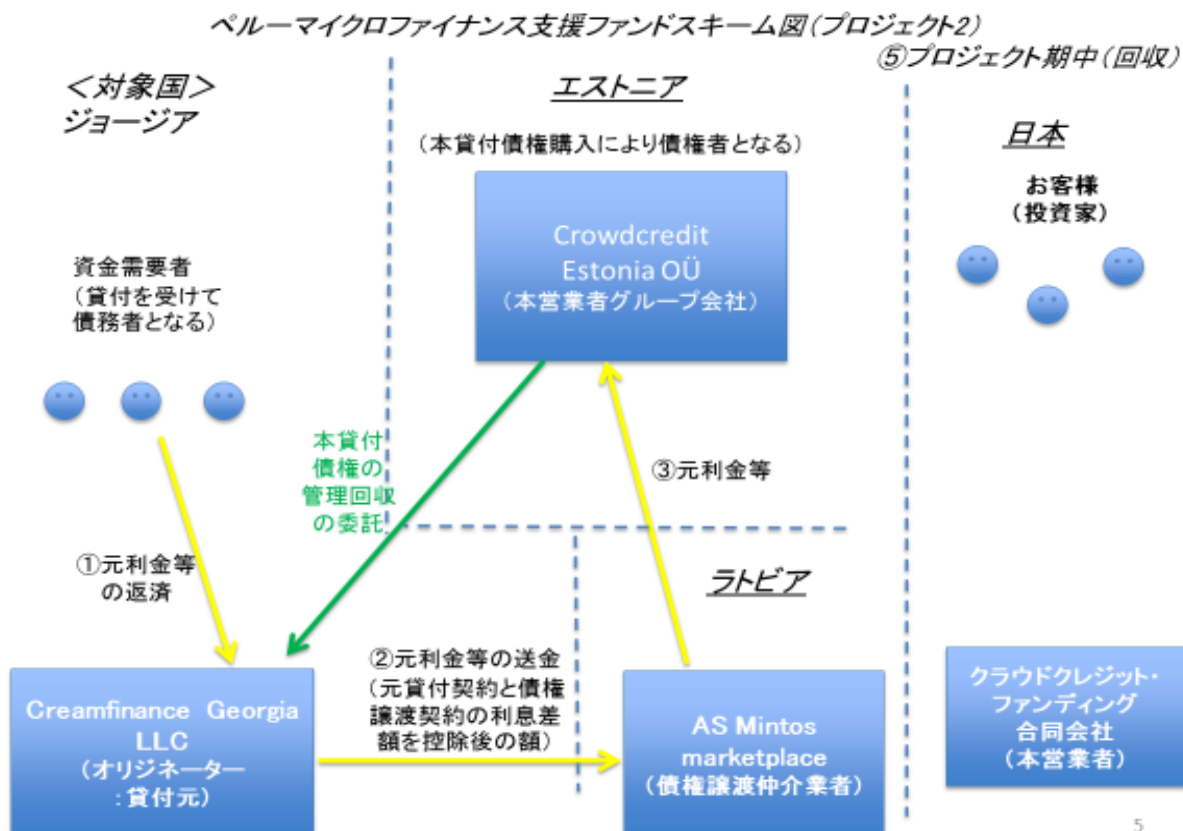 ペルーマイクロファイナンス支援ファンドスキーム図(プロジェクト2)
⑤プロジェクト期中(回収)
＜対象国＞
ジョージア
エストニア
(本貸付債権購入により債権者となる)
日本
お客様
(投資家)
Crowdcredit
Estonia OÜ
(本営業者グループ会社)
資金需要者
(貸付を受けて
債務者となる)
本貸付
債権の
管理回収
の委託
③元利金等
①元利金等
の返済
ラトビア
②元利金等の送金
(元貸付契約と債権
譲渡契約の利息差
額を控除後の額)
Creamfinance Georgia
LLC
(オリジネーター
:貸付元)
AS Mintos
marketplace
(債権譲渡仲介業者)
クラウドクレジット・
ファンディング
合同会社
(本営業者)
5